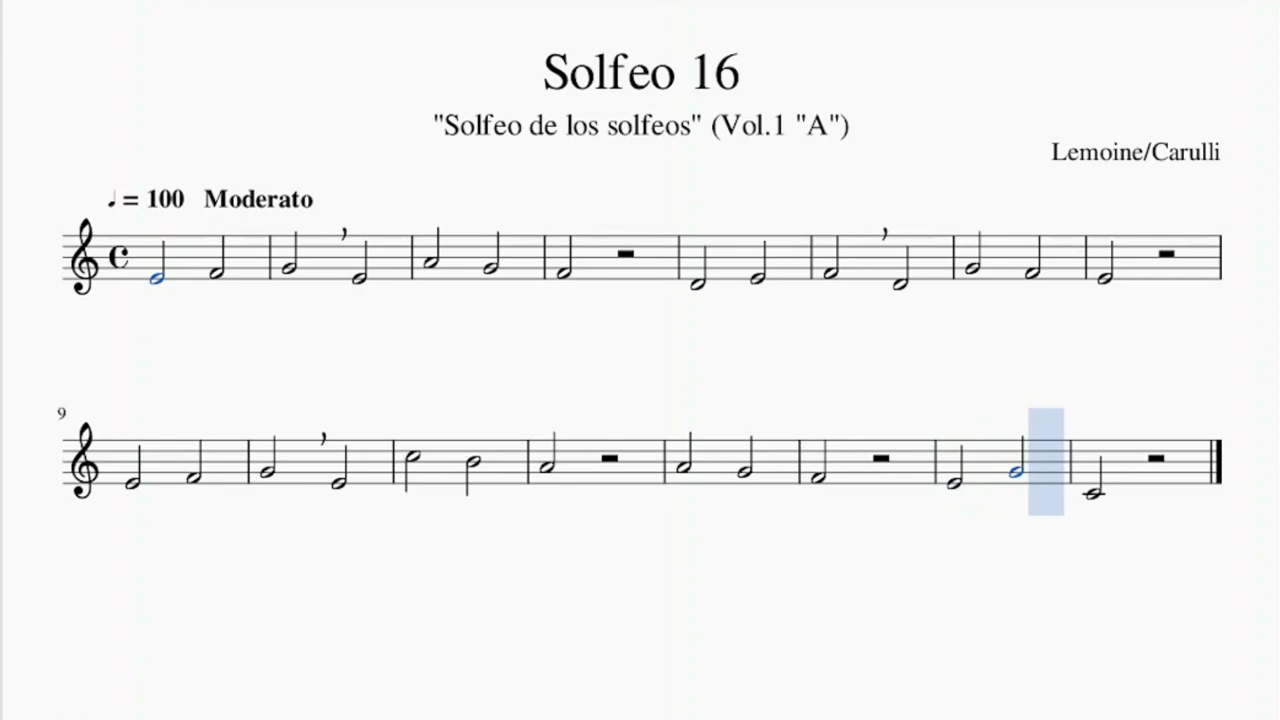 Solfeo 16
"Solfeo de los solfeos" (Vol.1 "A")
Lemoine/Carulli
♩ = 100 Moderato
9